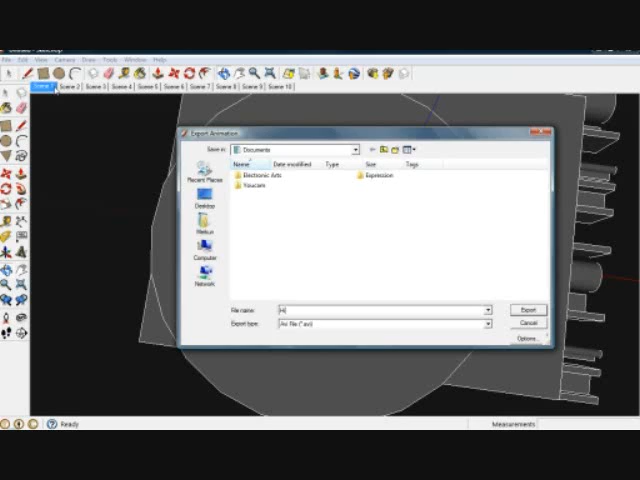 File Edit View Camera Draw Tools Window Help
Scene 1 Scene 2 Scene 3 Scene 4 Scene 5 Scene 6 Scene 7 Scene 8 Scene 9 Scene 10
Export Animation
Save in: Documents
Name Date modified Type Size Tags
Electronic Arts Expression
Youcam
Recent Places
Desktop
Computer
Network
File name: Hi Export
Export type: Avi File (*.avi) Cancel
Options...
Ready Measurements